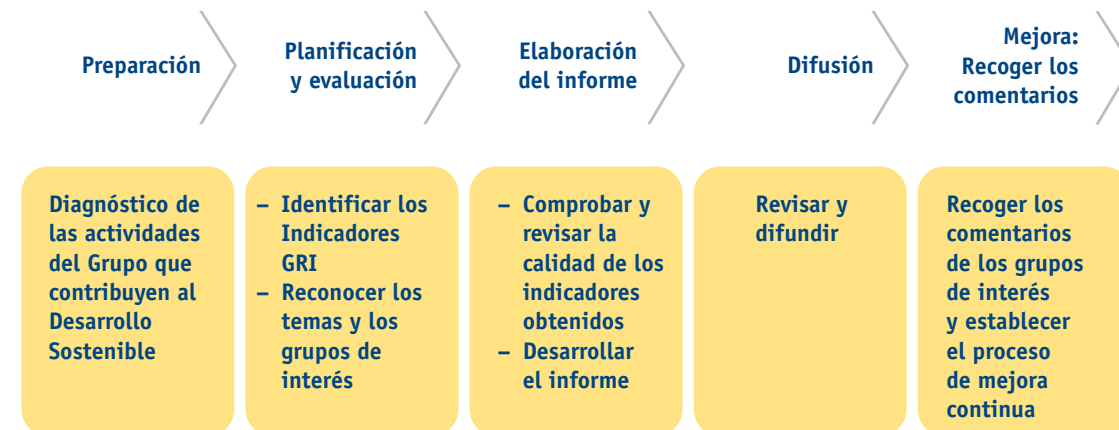 Preparación
Planificación
y evaluación
Elaboración
del informe
Difusión
Mejora:
Recoger los
comentarios
Diagnóstico de
las actividades
del Grupo que
contribuyen al
Desarrollo
Sostenible
– Identificar los
Indicadores
GRI
– Reconocer los
temas y los
grupos de
interés
– Comprobar y
revisar la
calidad de los
indicadores
obtenidos
– Desarrollar
el informe
Revisar y
difundir
Recoger los
comentarios
de los grupos
de interés
y establecer
el proceso
de mejora
continua